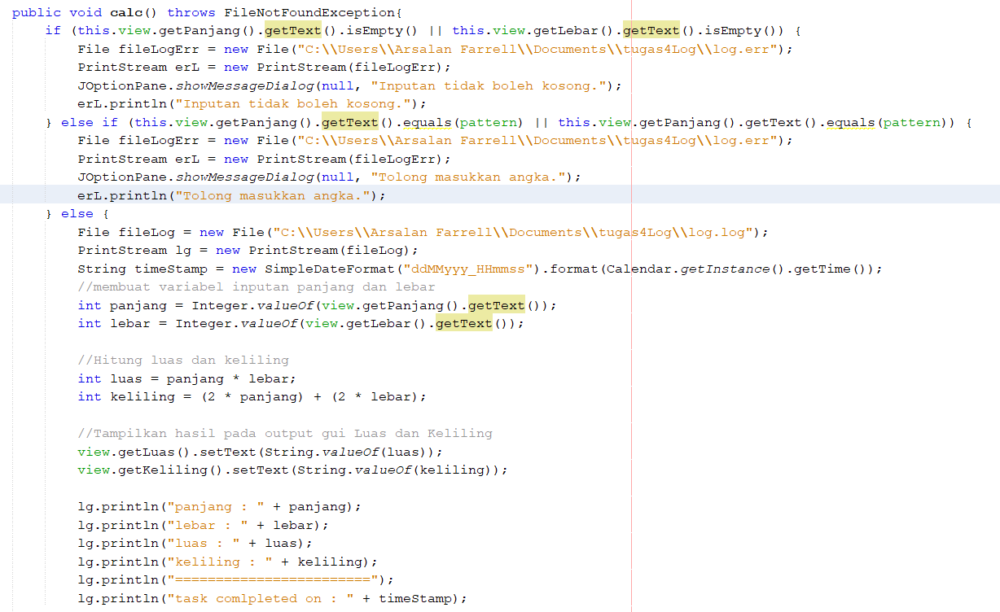 public void calc() throws FileNotFoundException{
    if (this.view.getPanjang().getText().isEmpty() || this.view.getLebar().getText().isEmpty()) {
        File fileLogErr = new File("C:\\Users\\Arsalan Farrell\\Documents\\tugas4Log\\log.err");
        PrintStream erL = new PrintStream(fileLogErr);
        JOptionPane.showMessageDialog(null, "Inputan tidak boleh kosong.");
        erL.println("Inputan tidak boleh kosong.");
    } else if (this.view.getPanjang().getText().equals(pattern) || this.view.getPanjang().getText().equals(pattern)) {
        File fileLogErr = new File("C:\\Users\\Arsalan Farrell\\Documents\\tugas4Log\\log.err");
        PrintStream erL = new PrintStream(fileLogErr);
        JOptionPane.showMessageDialog(null, "Tolong masukkan angka.");
        erL.println("Tolong masukkan angka.");
    } else {
        File fileLog = new File("C:\\Users\\Arsalan Farrell\\Documents\\tugas4Log\\log.log");
        PrintStream lg = new PrintStream(fileLog);
        String timeStamp = new SimpleDateFormat("ddMMyyy_HHmmss").format(Calendar.getInstance().getTime());
        //membuat variabel inputan panjang dan lebar
        int panjang = Integer.valueOf(view.getPanjang().getText());
        int lebar = Integer.valueOf(view.getLebar().getText());

        //Hitung luas dan keliling
        int luas = panjang * lebar;
        int keliling = (2 * panjang) + (2 * lebar);

        //Tampilkan hasil pada output gui Luas dan Keliling
        view.getLuas().setText(String.valueOf(luas));
        view.getKeliling().setText(String.valueOf(keliling));

        lg.println("panjang : " + panjang);
        lg.println("lebar : " + lebar);
        lg.println("luas : " + luas);
        lg.println("keliling : " + keliling);
        lg.println("========================");
        lg.println("task comlpleted on : " + timeStamp);